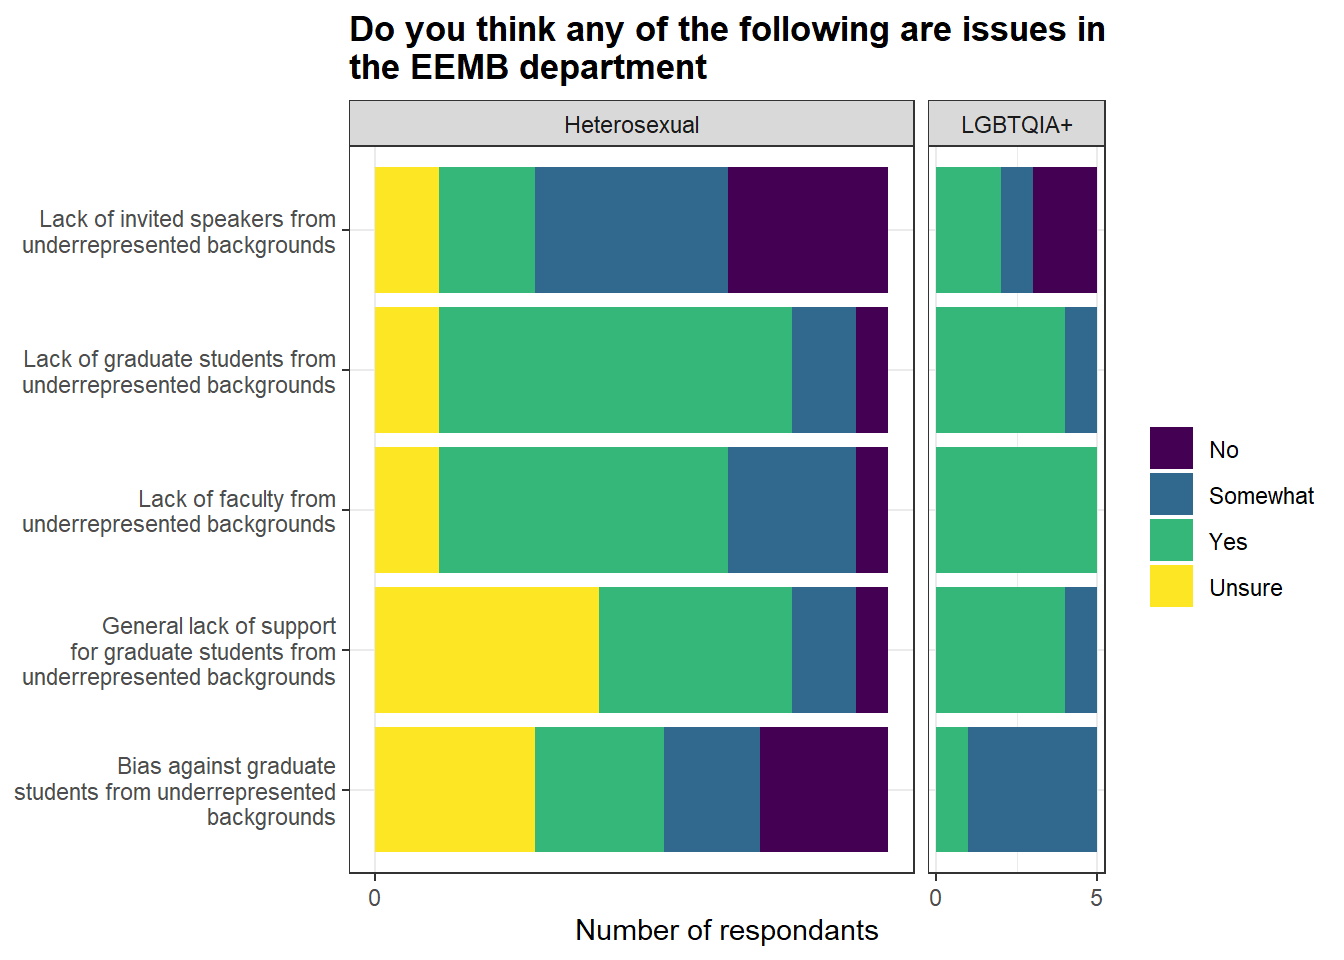 Do you think any of the following are issues in
the EEMB department
Heterosexual
LGBTQIA+
Lack of invited speakers from
underrepresented backgrounds
Lack of graduate students from
underrepresented backgrounds
Lack of faculty from
underrepresented backgrounds
General lack of support
for graduate students from
underrepresented backgrounds
Bias against graduate
students from underrepresented
backgrounds
0
0
5
Number of respondants
No
Somewhat
Yes
Unsure